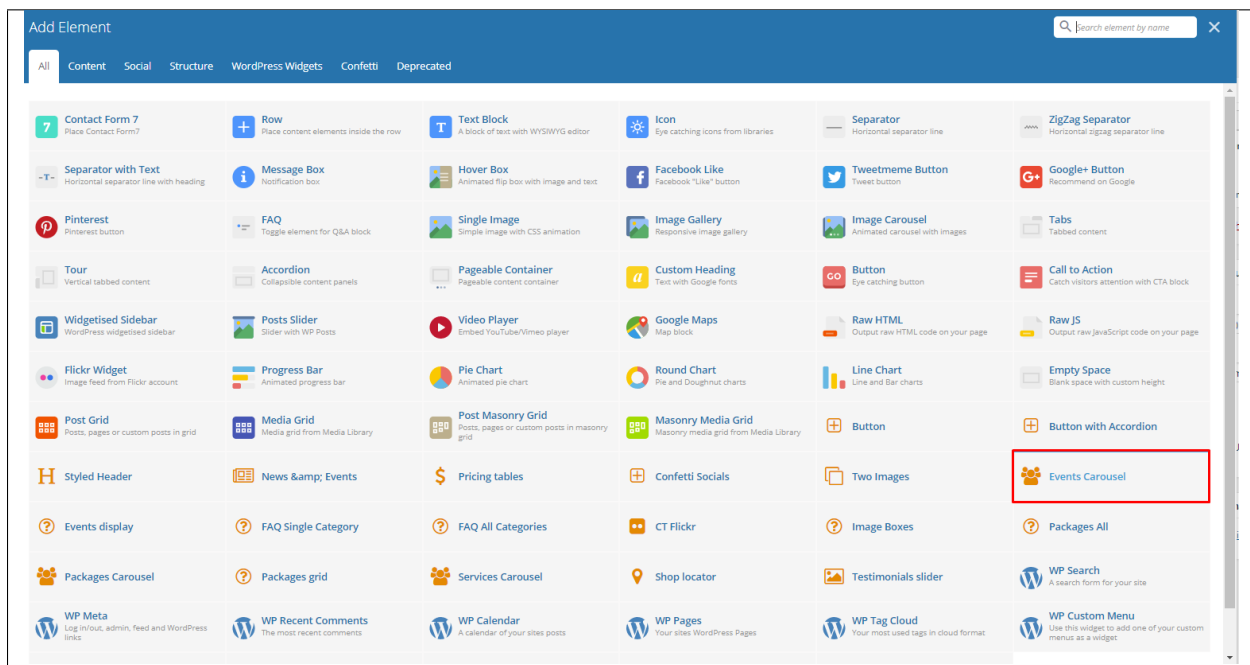 Add Element
Search element by name
All Content Social Structure WordPress Widgets Confetti Deprecated
Contact Form 7
Place Contact Form7
Row
Place content elements inside the row
Text Block
A block of text with WYSIWYG editor
Icon
Eye catching icons from libraries
Separator
Horizontal separator line
ZigZag Separator
Horizontal zigzag separator line
Separator with Text
Horizontal separator line with heading
Message Box
Notification box
Hover Box
Animated flip box with image and text
Facebook Like
Facebook "Like" button
Tweetmeme Button
Tweet button
Google+ Button
Recommend on Google
Pinterest
Pinterest button
FAQ
Toggle element for Q&A block
Single Image
Simple image with CSS animation
Image Gallery
Responsive image gallery
Image Carousel
Animated carousel with images
Tabs
Tabbed content
Tour
Vertical tabbed content
Accordion
Collapsible content panels
Pageable Container
Pageable content container
Custom Heading
Text with Google fonts
GO
Button
Eye catching button
Call to Action
Catch visitors attention with CTA block
Widgetised Sidebar
WordPress widgetised sidebar
Posts Slider
Slider with WP Posts
Video Player
Embed YouTube/Vimeo player
Google Maps
Map block
Raw HTML
Output raw HTML code on your page
Raw JS
Output raw JavaScript code on your page
Flickr Widget
Image feed from Flickr account
Progress Bar
Animated progress bar
Pie Chart
Animated pie chart
Round Chart
Pie and Doughnut charts
Line Chart
Line and Bar charts
Empty Space
Blank space with custom height
Post Grid
Posts, pages or custom posts in grid
Media Grid
Media grid from Media Library
Post Masonry Grid
Posts, pages or custom posts in masonry
grid
Masonry Media Grid
Masonry media grid from Media Library
Button
Button with Accordion
Styled Header
News &amp; Events
Pricing tables
Confetti Socials
Two Images
Events Carousel
Events display
FAQ Single Category
FAQ All Categories
CT Flickr
Image Boxes
Packages All
Packages Carousel
Packages grid
Services Carousel
Shop locator
Testimonials slider
WP Search
A search form for your site
WP Meta
Log in/out, admin, feed and WordPress
links
WP Recent Comments
The most recent comments
WP Calendar
A calendar of your sites posts
WP Pages
Your sites WordPress Pages
WP Tag Cloud
Your most used tags in cloud format
WP Custom Menu
Use this widget to add one of your custom
menus as a widget